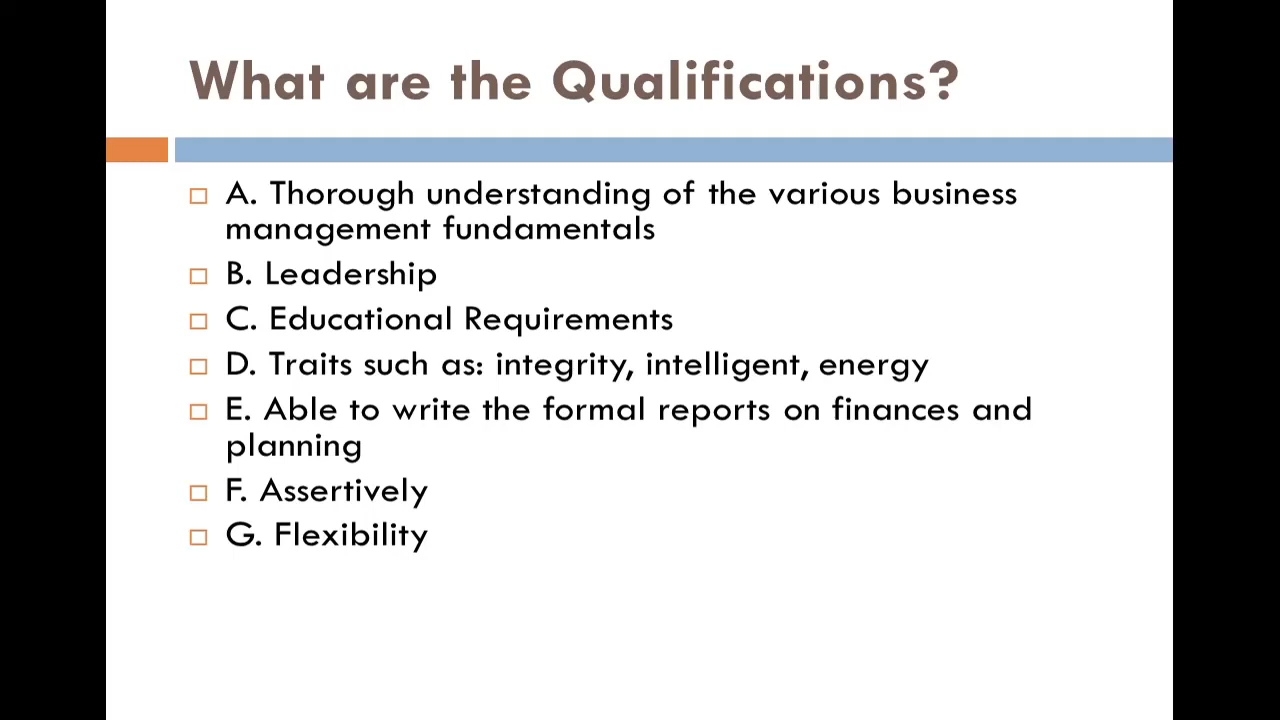 What are the Qualifications?
A. Thorough understanding of the various business
management fundamentals
B. Leadership
C. Educational Requirements
D. Traits such as: integrity, intelligent, energy
E. Able to write the formal reports on finances and
planning
F. Assertively
G. Flexibility